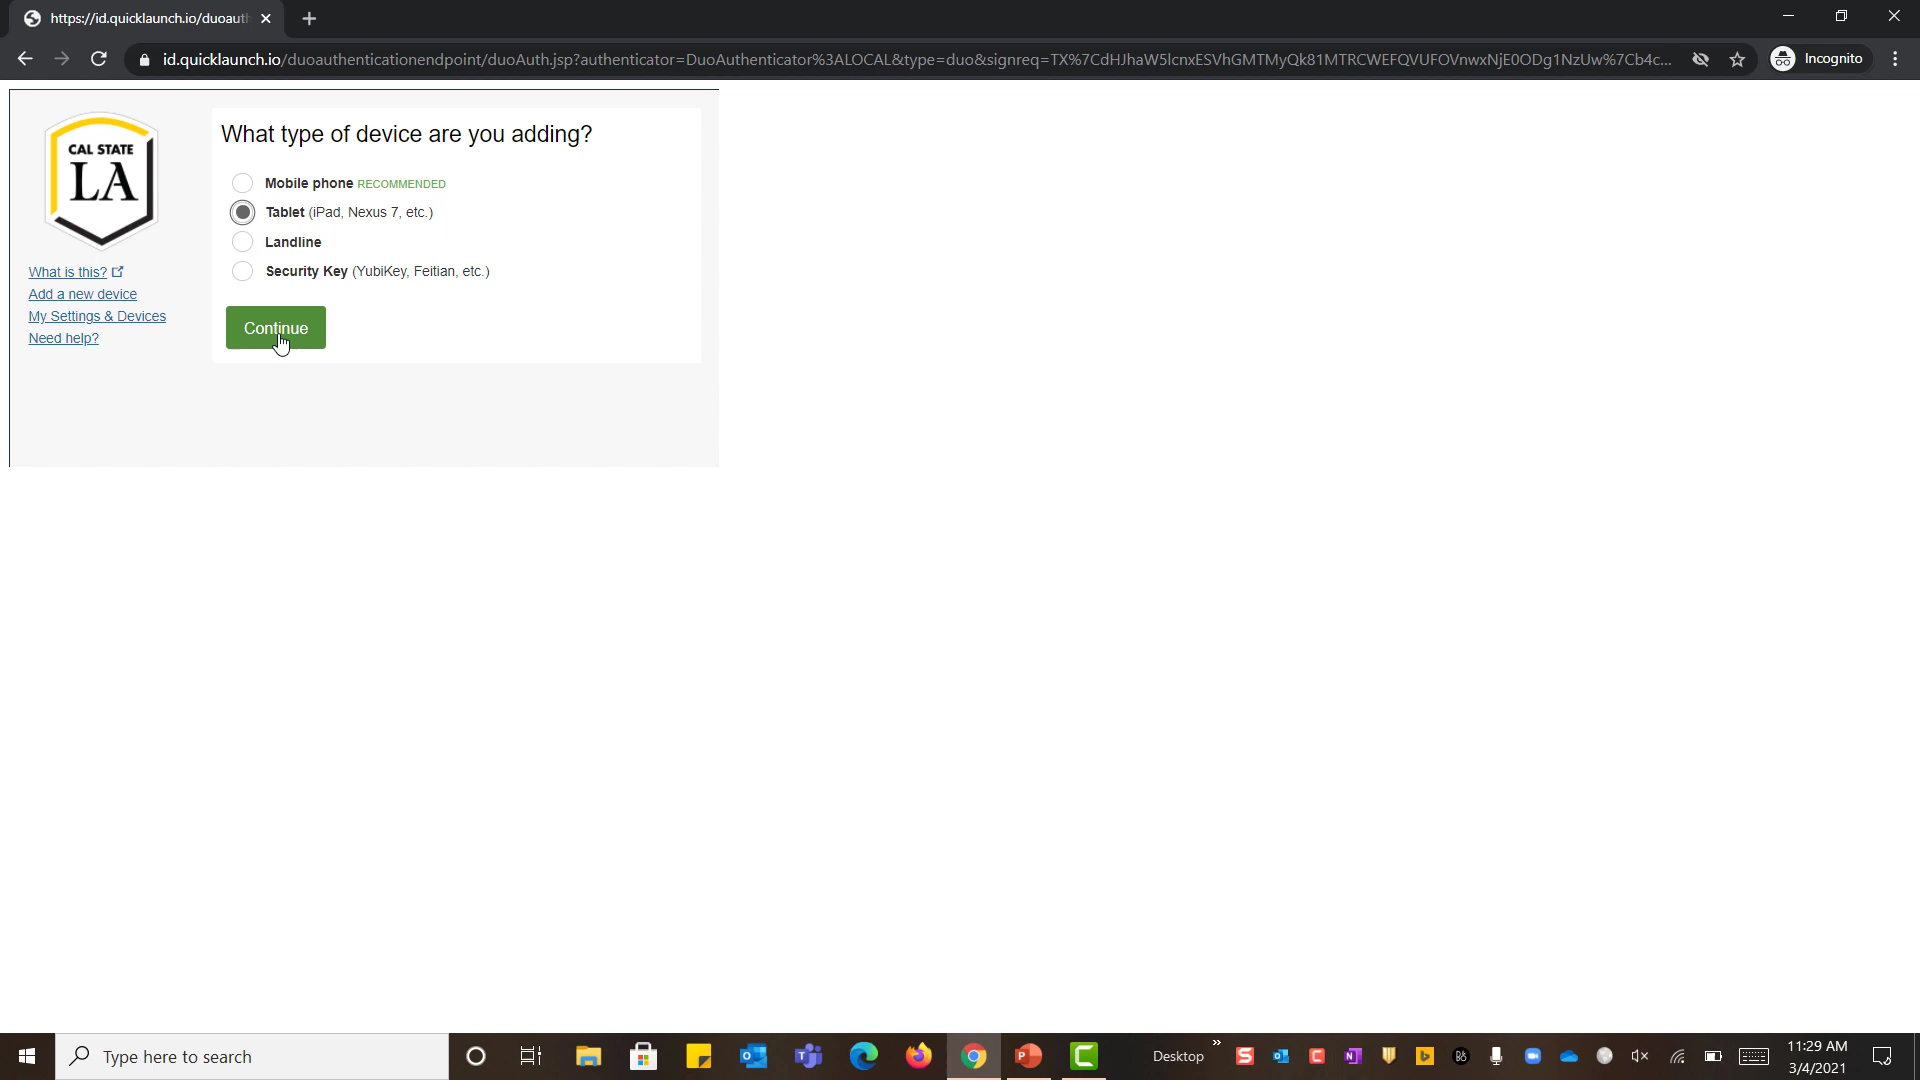 https://id.quicklaunch.io/duoauth
id.quicklaunch.io/duoauthenticationendpoint/duoAuth.jsp?authenticator=DuoAuthenticator%3ALOCAL&type=duo&signreq=TX%7CdHJhaW5lcnxESVhGMTMyQk81MTRCWEFQVUFOVnwxNjE0ODg1NzUw%7Cb4c...
Incognito
CAL STATE
LA
What is this?
Add a new device
My Settings & Devices
Need help?
What type of device are you adding?
Mobile phone RECOMMENDED
Tablet (iPad, Nexus 7, etc.)
Landline
Security Key (YubiKey, Feitian, etc.)
Continue
Type here to search
Desktop
11:29 AM
3/4/2021